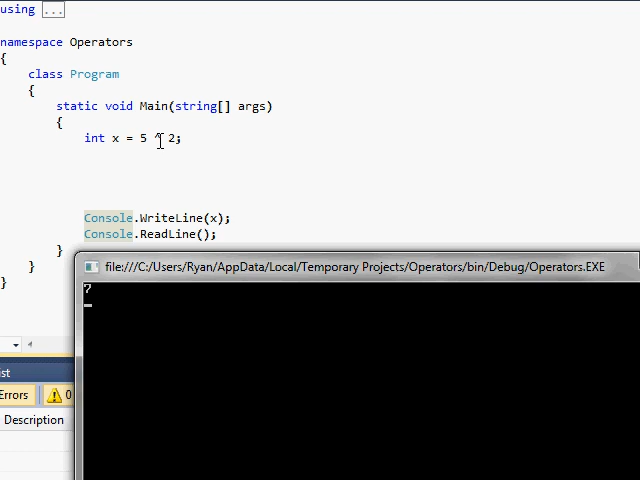 using ...
namespace Operators
{
class Program
{
static void Main(string[] args)
{
int x = 5 ^ 2;
Console.WriteLine(x);
Console.ReadLine();
}
}
}
file:///C:/Users/Ryan/AppData/Local/Temporary Projects/Operators/bin/Debug/Operators.EXE
7
ist
Errors 0
Description